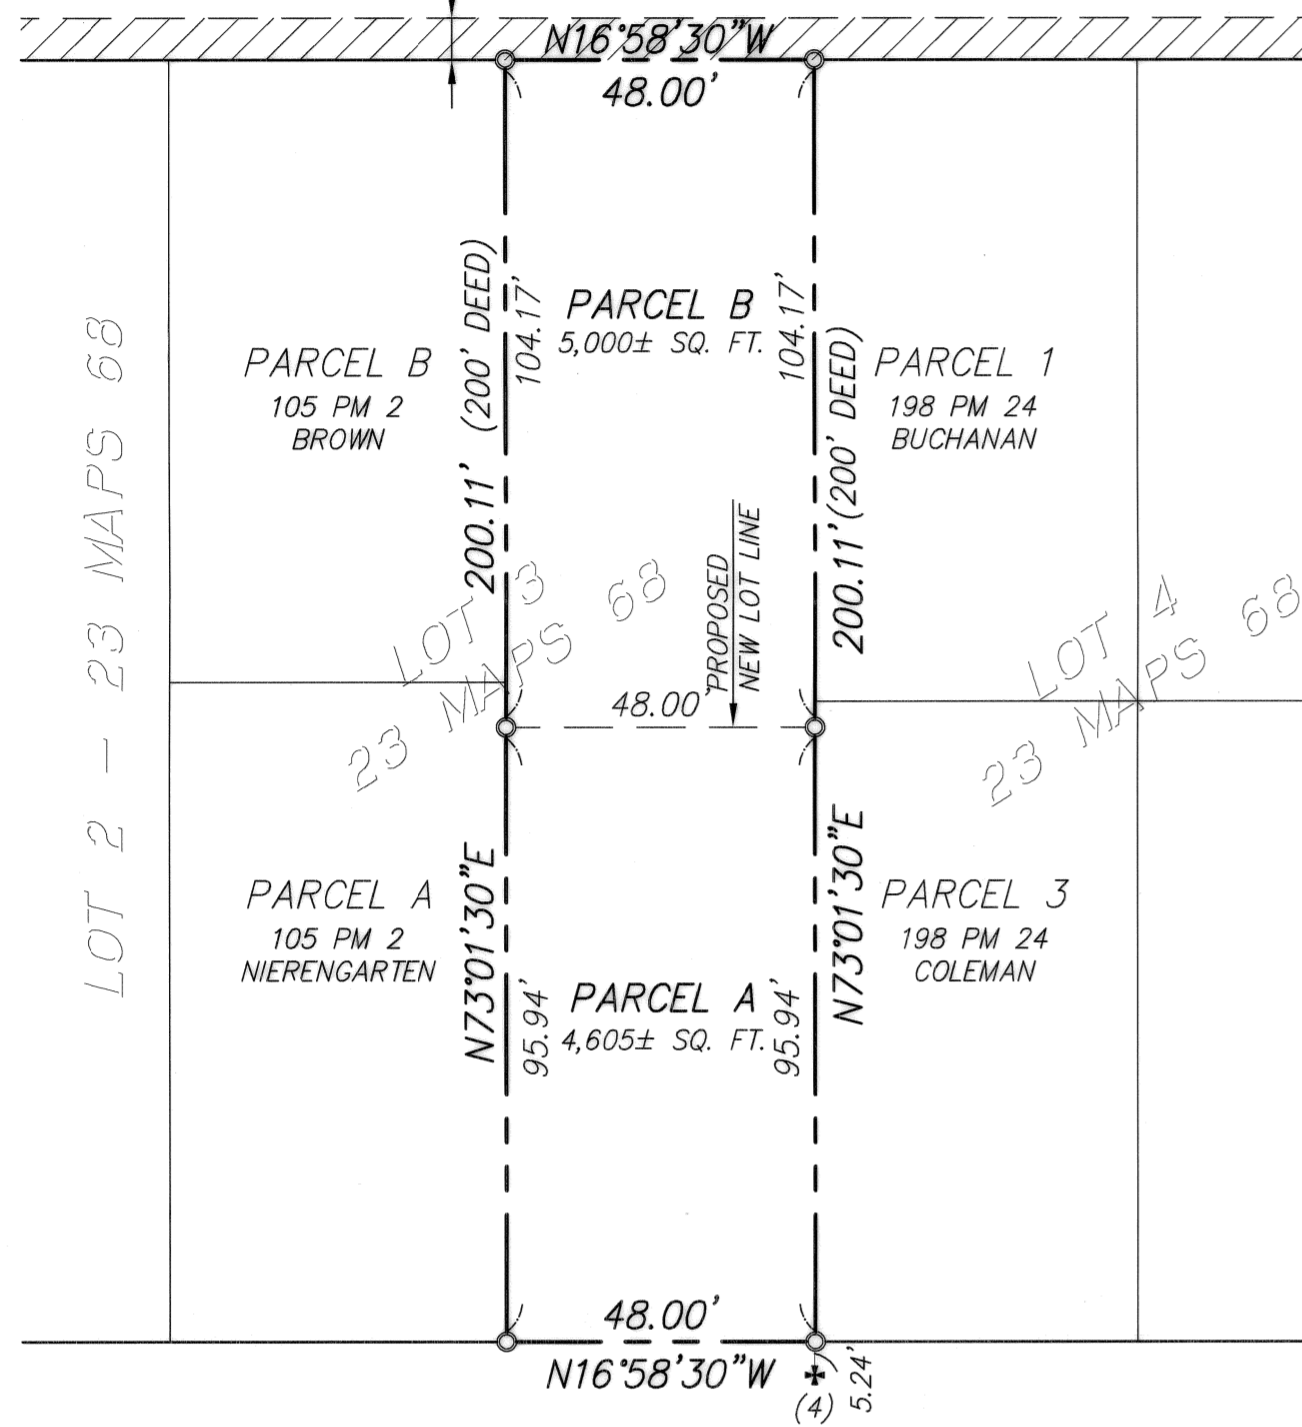 N16°58'30"W
48.00'
LOT 2 - 23 MAPS 68
PARCEL B
105 PM 2
BROWN
200.11' (200' DEED)
104.17'
PARCEL B
5,000± SQ. FT.
104.17'
200.11' (200' DEED)
PARCEL 1
198 PM 24
BUCHANAN
LOT 3
23 MAPS 68
PROPOSED
NEW LOT LINE
48.00'
LOT 4
23 MAPS 68
PARCEL A
105 PM 2
NIERENGARTEN
N73°01'30"E
95.94'
PARCEL A
4,605± SQ. FT.
95.94'
N73°01'30"E
PARCEL 3
198 PM 24
COLEMAN
48.00'
N16°58'30"W
(4)
5.24'